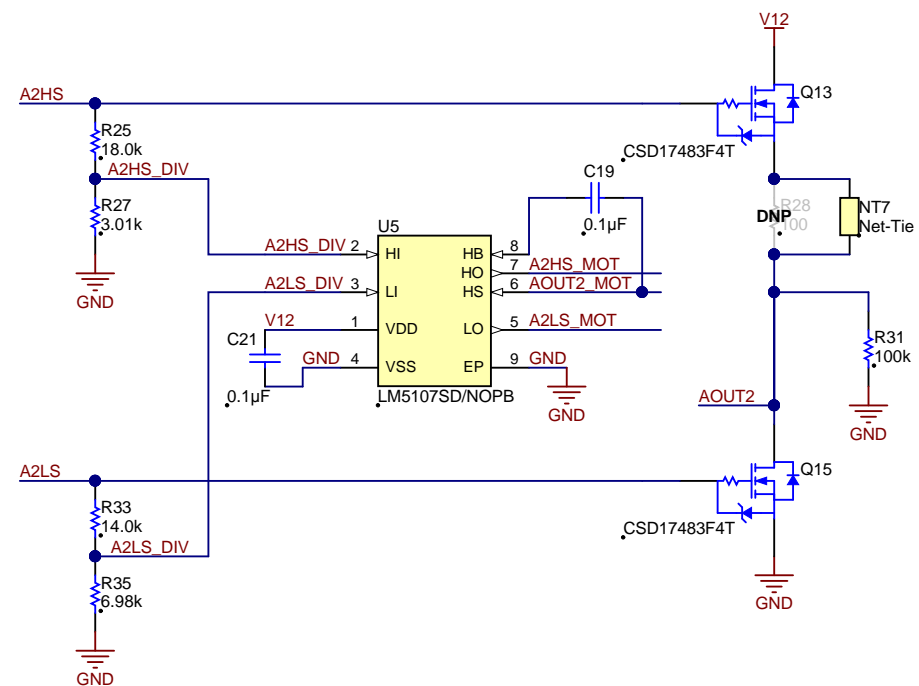 V12
A2HS
Q13
R25
18.0k
CSD17483F4T
A2HS_DIV
C19
0.1µF
R27
3.01k
DNP
R28
100
NT7
Net-Tie
U5
A2HS_DIV 2 HI HB 8
HO 7 A2HS_MOT
A2LS_DIV 3 LI HS 6 AOUT2_MOT
GND
V12 1 VDD LO 5 A2LS_MOT
C21
R31
100k
GND 4 VSS EP 9 GND
0.1µF
LM5107SD/NOPB
GND
AOUT2
GND
A2LS
Q15
R33
14.0k
CSD17483F4T
A2LS_DIV
R35
6.98k
GND
GND